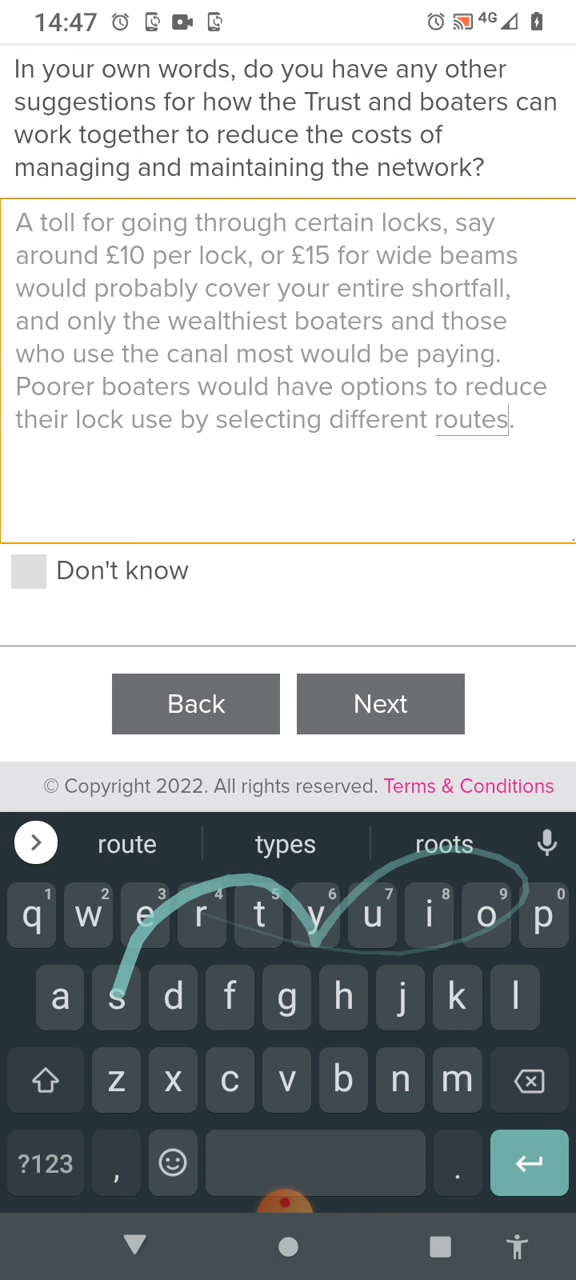 14:47
4G
In your own words, do you have any other
suggestions for how the Trust and boaters can
work together to reduce the costs of
managing and maintaining the network?
A toll for going through certain locks, say
around £10 per lock, or £15 for wide beams
would probably cover your entire shortfall,
and only the wealthiest boaters and those
who use the canal most would be paying.
Poorer boaters would have options to reduce
their lock use by selecting different routes.
Don't know
Back Next
© Copyright 2022. All rights reserved. Terms & Conditions
route types roots
1 2 3 4 5 6 7 8 9 0
q w e r t y u i o p
a s d f g h j k l
z x c v b n m
?123 , .